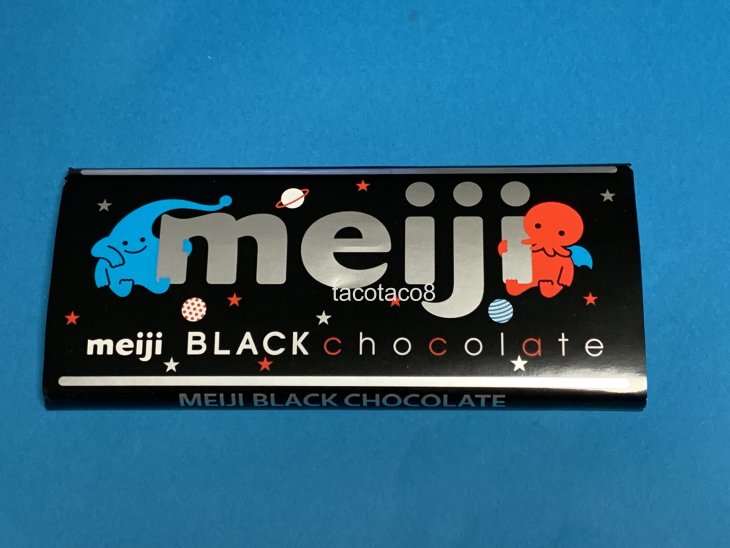 meiji
tacotaco8
meiji BLACK chocolate
MEIJI BLACK CHOCOLATE